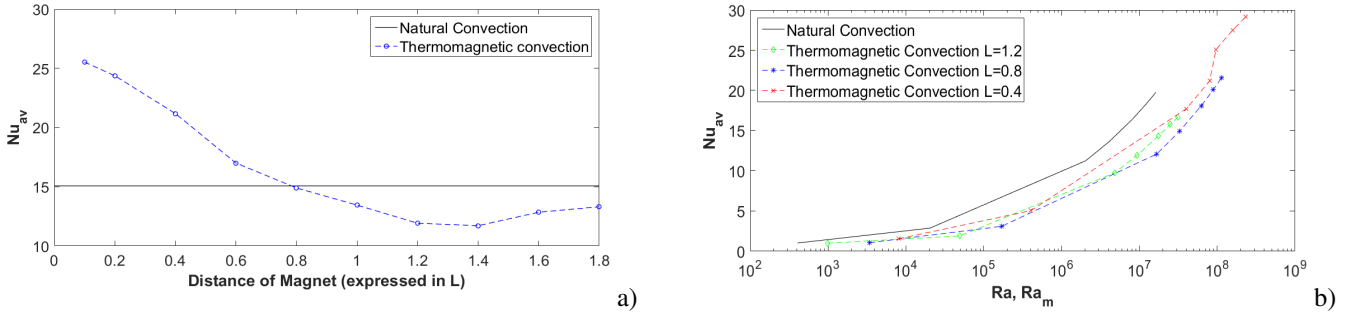 30
25
20
15
10
Nu_av
0 0.2 0.4 0.6 0.8 1.0 1.2 1.4 1.6 1.8
Distance of Magnet (expressed in L)
Natural Convection
Thermomagnetic convection
a)
30
25
20
15
10
5
0
Nu_av
10^2 10^3 10^4 10^5 10^6 10^7 10^8 10^9
Ra, Ra_m
Natural Convection
Thermomagnetic Convection L=1.2
Thermomagnetic Convection L=0.8
Thermomagnetic Convection L=0.4
b)